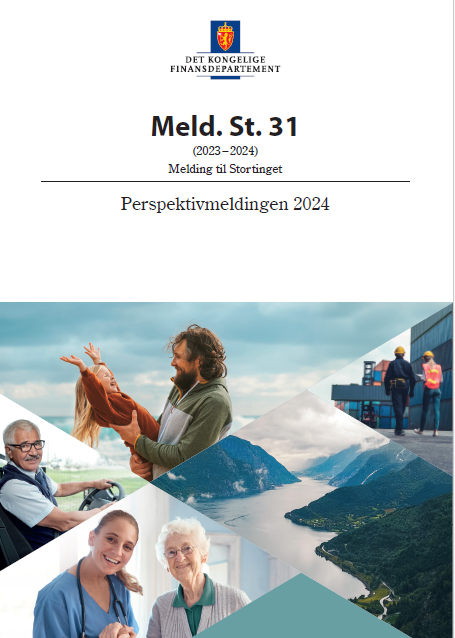 DET KONGELIGE
FINANSDEPARTEMENT
Meld. St. 31
(2023–2024)
Melding til Stortinget
Perspektivmeldingen 2024